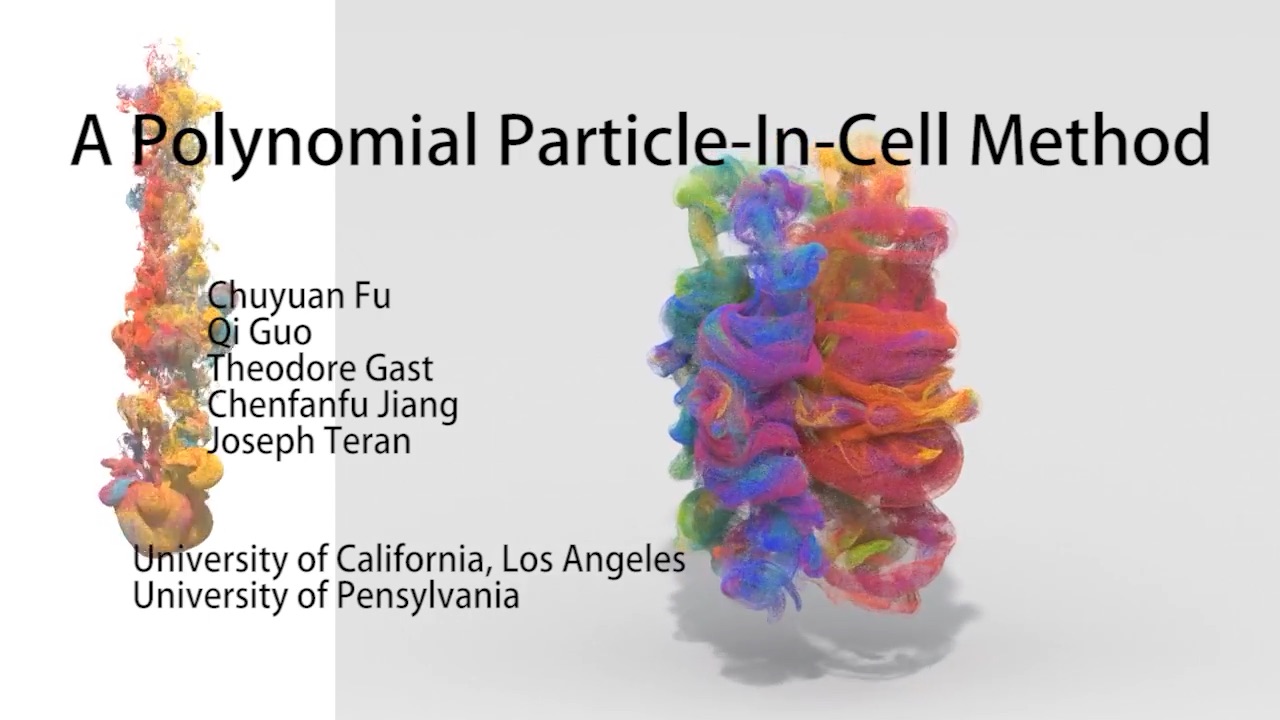 A Polynomial Particle-In-Cell Method
Chuyuan Fu
Qi Guo
Theodore Gast
Chenfanfu Jiang
Joseph Teran
University of California, Los Angeles
University of Pensylvania